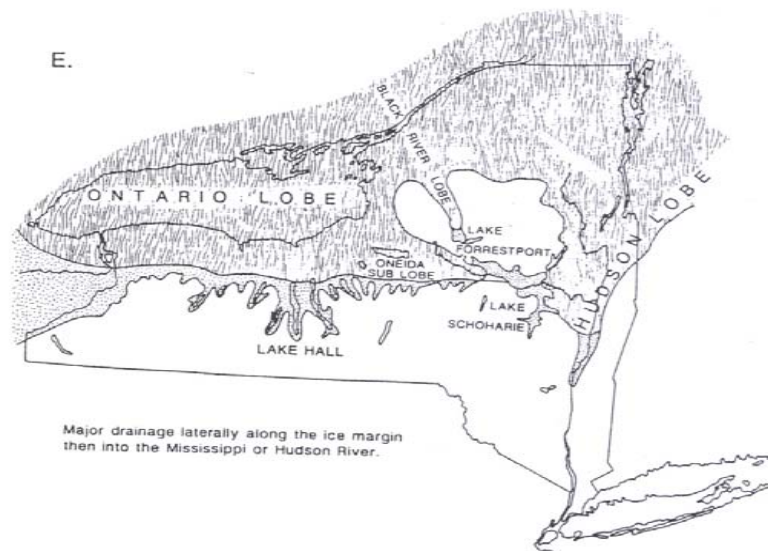 E.
BLACK
RIVER LOBE
ONTARIO LOBE
LAKE
FORRESTPORT
HUDSON LOBE
ONEIDA
SUB LOBE
LAKE
SCHOHARIE
LAKE HALL
Major drainage laterally along the ice margin
then into the Mississippi or Hudson River.